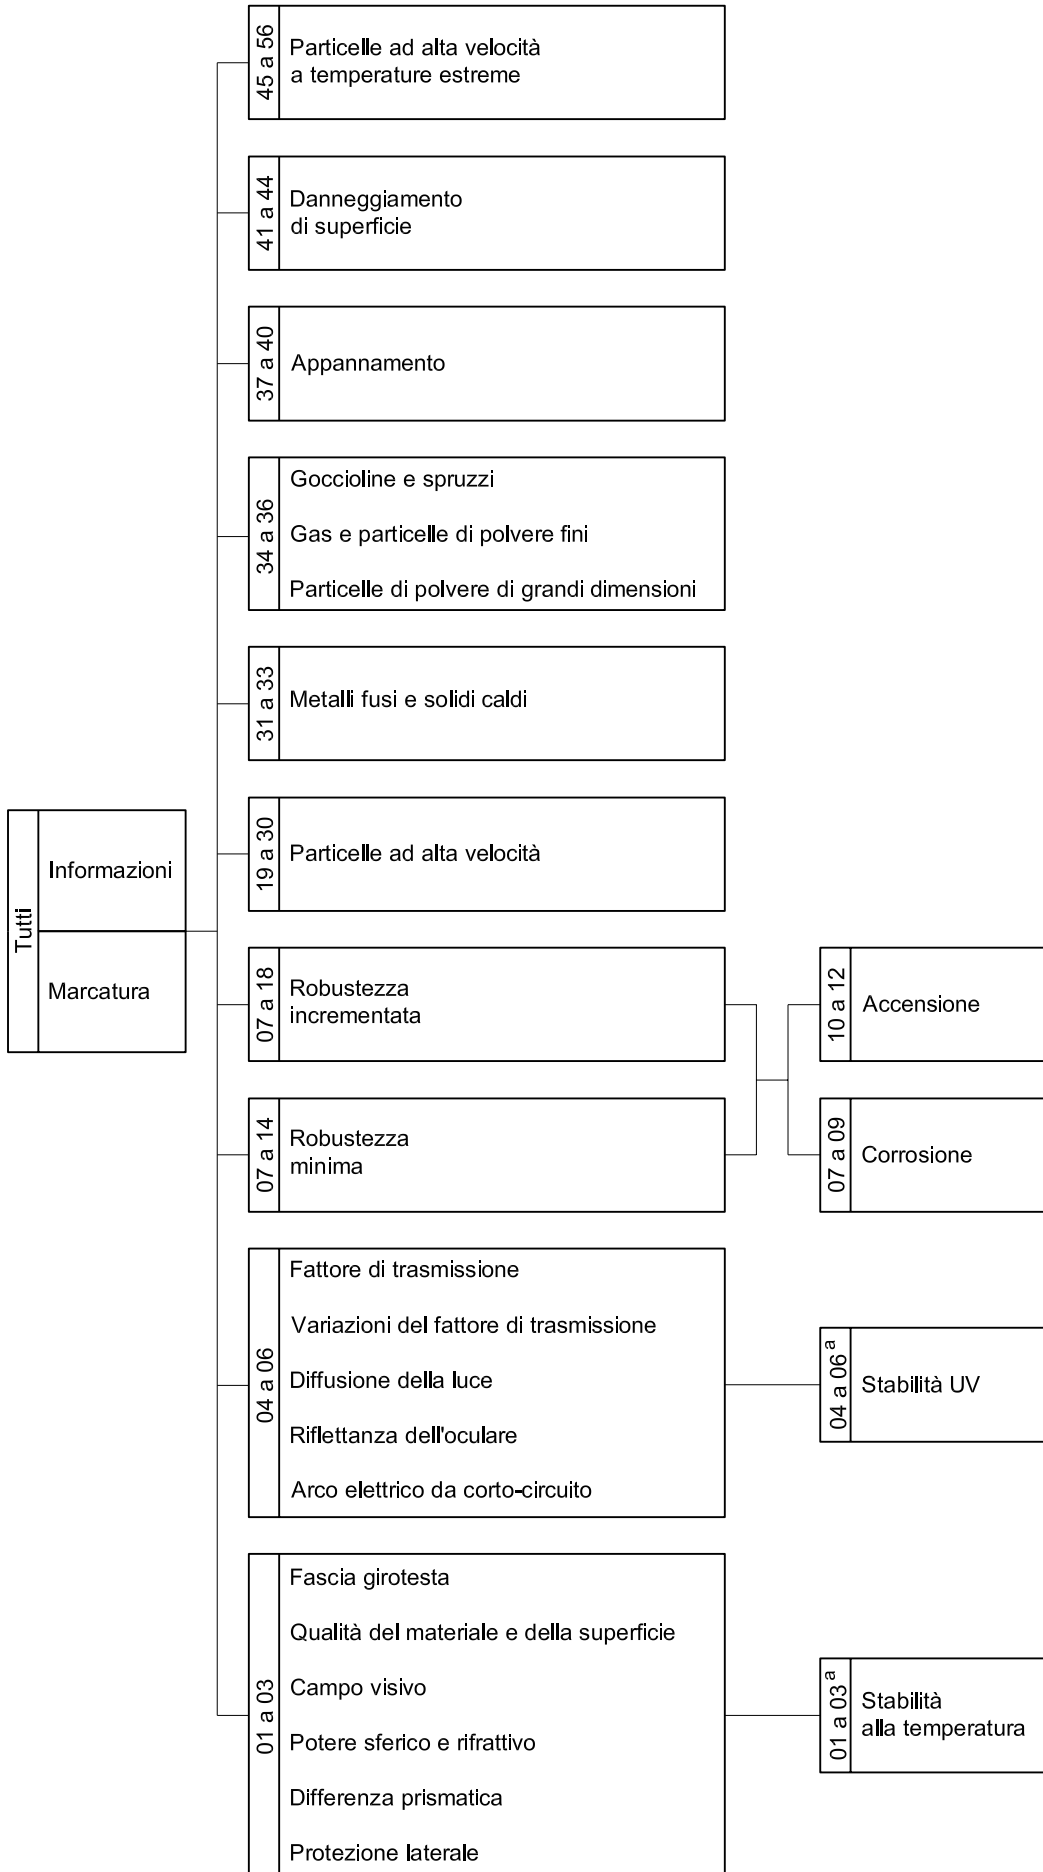 45 a 56
Particelle ad alta velocità
a temperature estreme
41 a 44
Danneggiamento
di superficie
37 a 40
Appannamento
34 a 36
Goccioline e spruzzi
Gas e particelle di polvere fini
Particelle di polvere di grandi dimensioni
31 a 33
Metalli fusi e solidi caldi
Tutti
Informazioni
Marcatura
19 a 30
Particelle ad alta velocità
07 a 18
Robustezza
incrementata
10 a 12
Accensione
07 a 14
Robustezza
minima
07 a 09
Corrosione
04 a 06
Fattore di trasmissione
Variazioni del fattore di trasmissione
Diffusione della luce
Riflettanza dell'oculare
Arco elettrico da corto-circuito
04 a 06 a
Stabilità UV
01 a 03
Fascia girotesta
Qualità del materiale e della superficie
Campo visivo
Potere sferico e rifrattivo
Differenza prismatica
Protezione laterale
01 a 03 a
Stabilità
alla temperatura